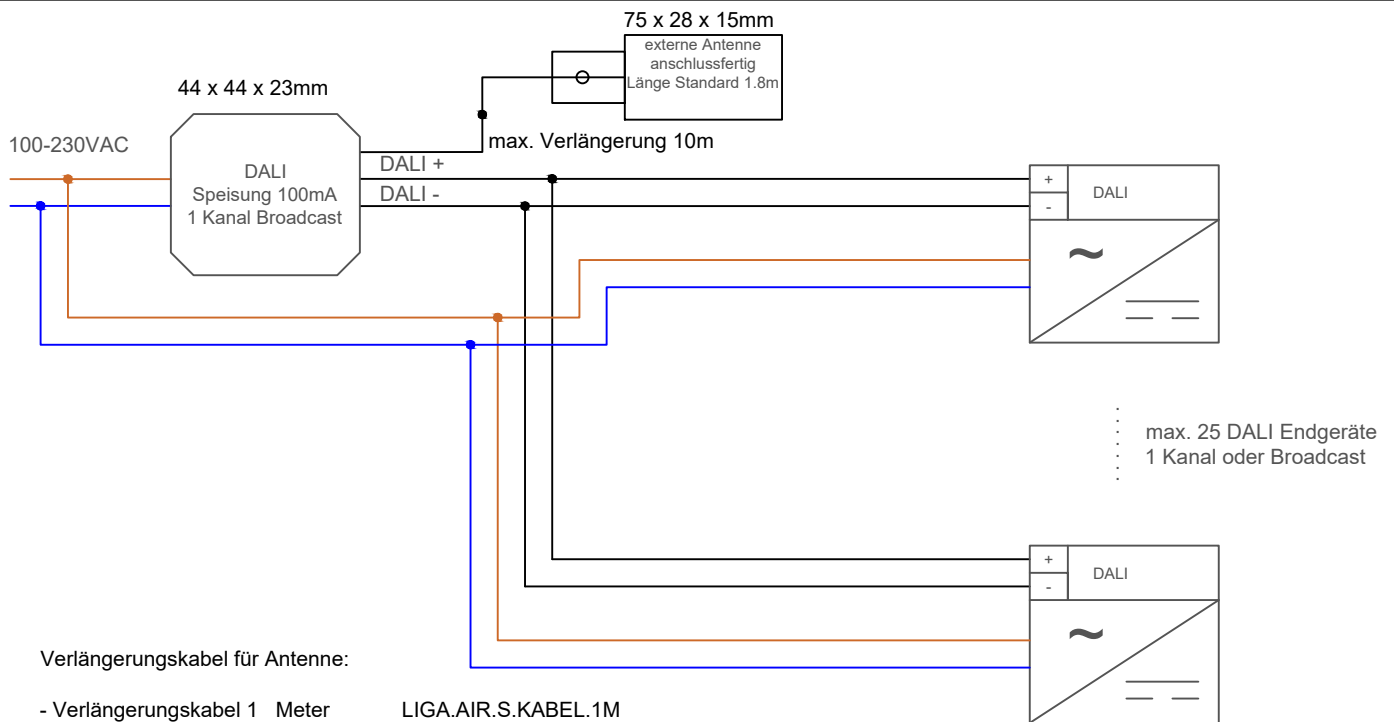 75 x 28 x 15mm
externe Antenne
anschlussfertig
Länge Standard 1.8m
44 x 44 x 23mm
100-230VAC
max. Verlängerung 10m
DALI
Speisung 100mA
1 Kanal Broadcast
DALI +
DALI -
+
-
DALI
~
max. 25 DALI Endgeräte
1 Kanal oder Broadcast
+
-
DALI
~
Verlängerungskabel für Antenne:
- Verlängerungskabel 1 Meter LIGA.AIR.S.KABEL.1M